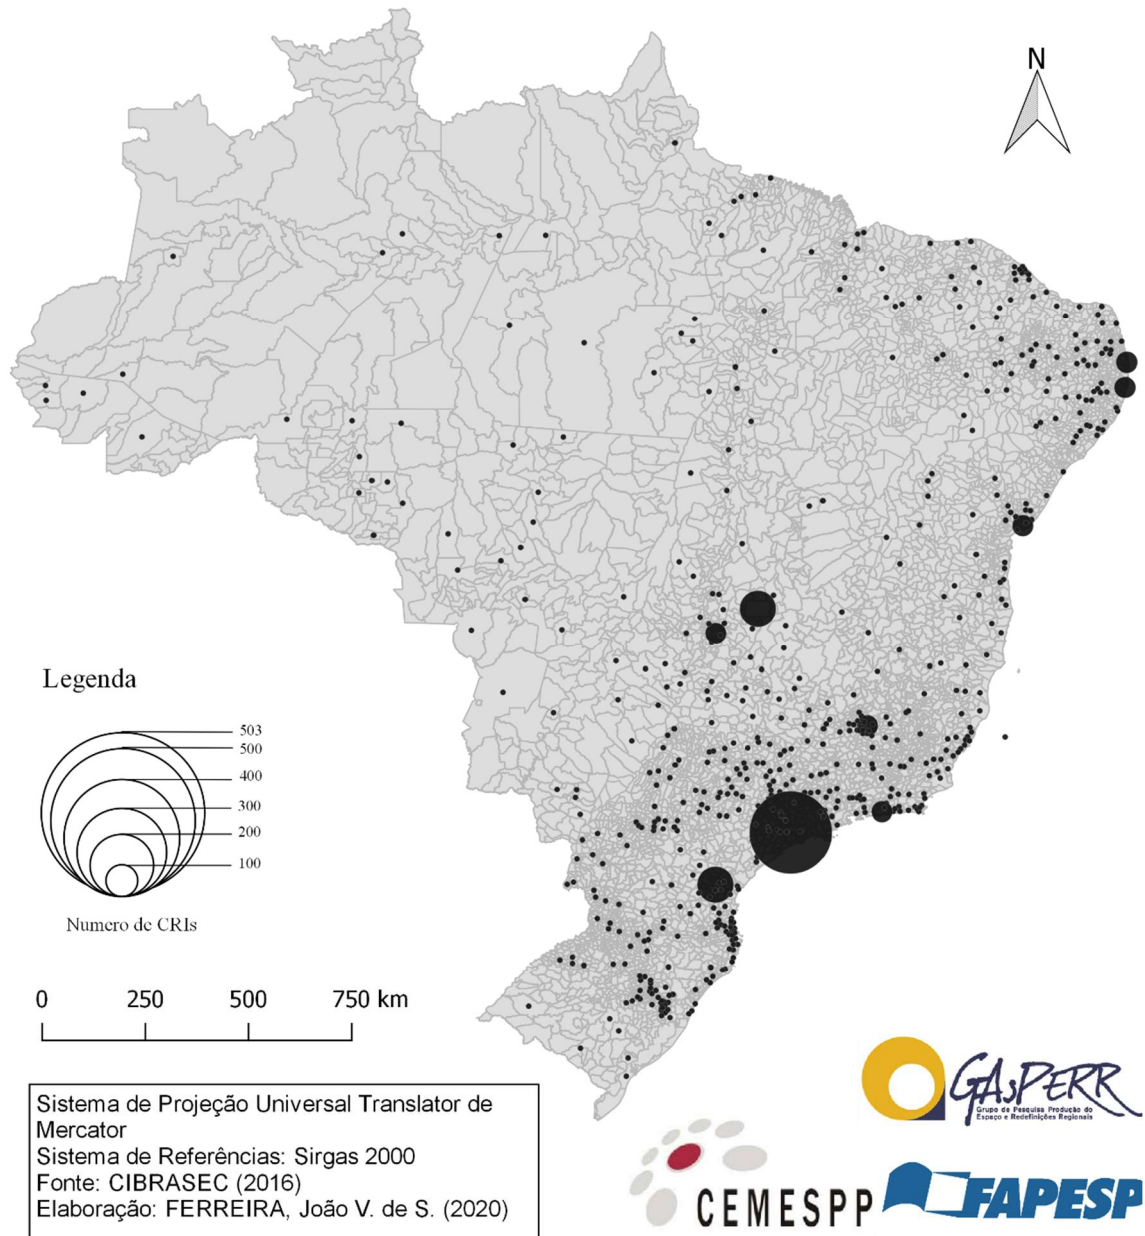 N
Legenda
503
500
400
300
200
100
Numero de CRIs
0 250 500 750 km
Sistema de Projeção Universal Translator de
Mercator
Sistema de Referências: Sirgas 2000
Fonte: CIBRASEC (2016)
Elaboração: FERREIRA, João V. de S. (2020)
GAsPERR
Grupo de Pesquisa Produção do
Espaço e Redefinições Regionais
CEMESPP
FAPESP